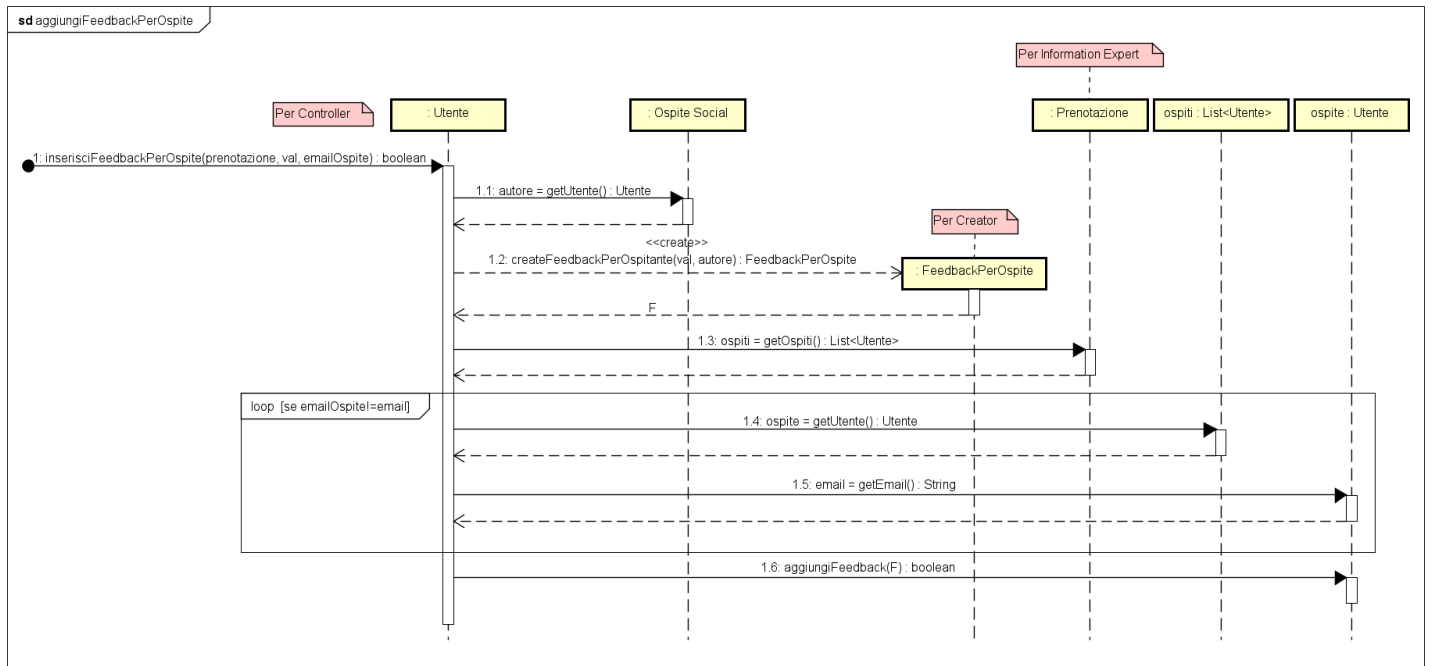 sd aggiungiFeedbackPerOspite
Per Information Expert
Per Controller
: Utente
: Ospite Social
: Prenotazione
ospiti : List<Utente>
ospite : Utente
1: inserisciFeedbackPerOspite(prenotazione, val, emailOspite) : boolean
1.1: autore = getUtente() : Utente
Per Creator
<<create>>
1.2: createFeedbackPerOspitante(val, autore) : FeedbackPerOspite
: FeedbackPerOspite
F
1.3: ospiti = getOspiti() : List<Utente>
loop [se emailOspite!=email]
1.4: ospite = getUtente() : Utente
1.5: email = getEmail() : String
1.6: aggiungiFeedback(F) : boolean